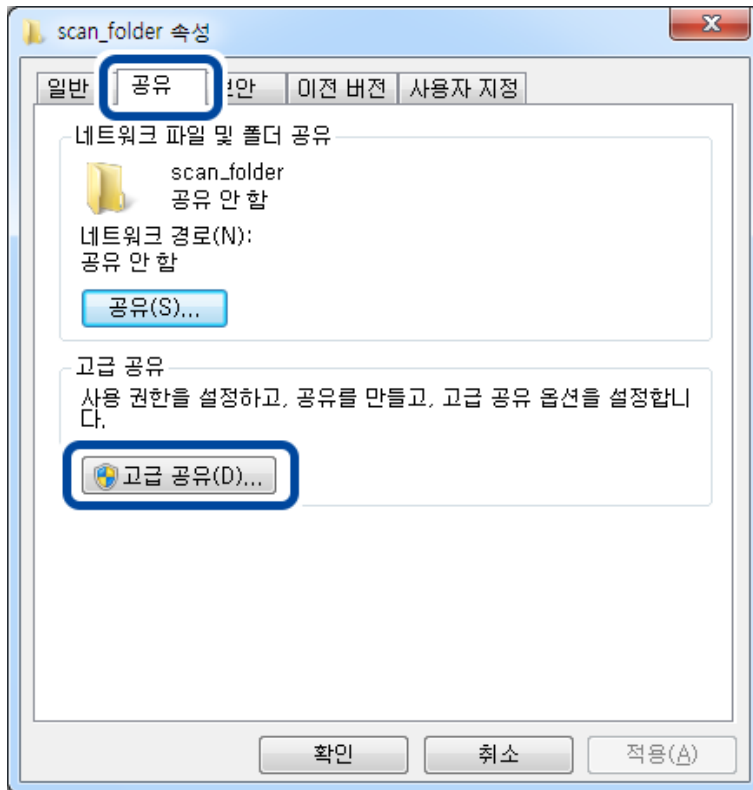 scan_folder 속성
일반 공유 보안 이전 버전 사용자 지정
네트워크 파일 및 폴더 공유
scan_folder
공유 안 함
네트워크 경로(N):
공유 안 함
공유(S)...
고급 공유
사용 권한을 설정하고, 공유를 만들고, 고급 공유 옵션을 설정합니
다.
고급 공유(D)...
확인 취소 적용(A)